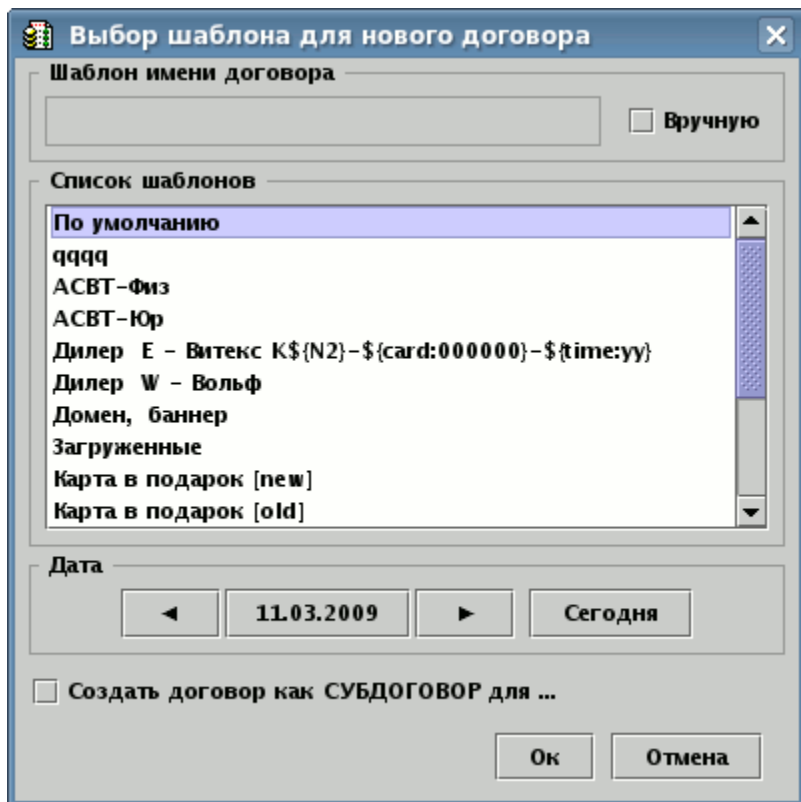 Выбор шаблона для нового договора
Шаблон имени договора
Вручную
Список шаблонов
По умолчанию
qqqq
АСВТ-Физ
АСВТ-Юр
Дилер E - Витекс K${N2}-${card:000000}-${time:yy}
Дилер W - Вольф
Домен, баннер
Загруженные
Карта в подарок [new]
Карта в подарок [old]
Дата
11.03.2009 Сегодня
Создать договор как СУБДОГОВОР для ...
Ок Отмена